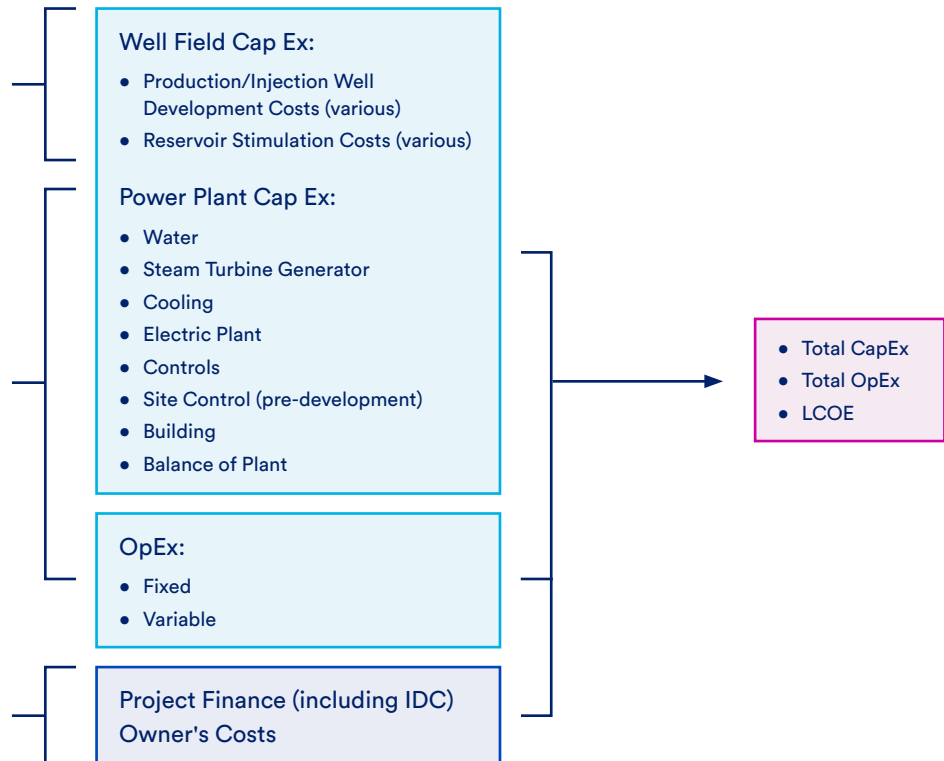 Well Field Cap Ex:
● Production/Injection Well
Development Costs (various)
● Reservoir Stimulation Costs (various)
Power Plant Cap Ex:
● Water
● Steam Turbine Generator
● Cooling
● Electric Plant
● Controls
● Site Control (pre-development)
● Building
● Balance of Plant
OpEx:
● Fixed
● Variable
Project Finance (including IDC)
Owner's Costs
● Total CapEx
● Total OpEx
● LCOE